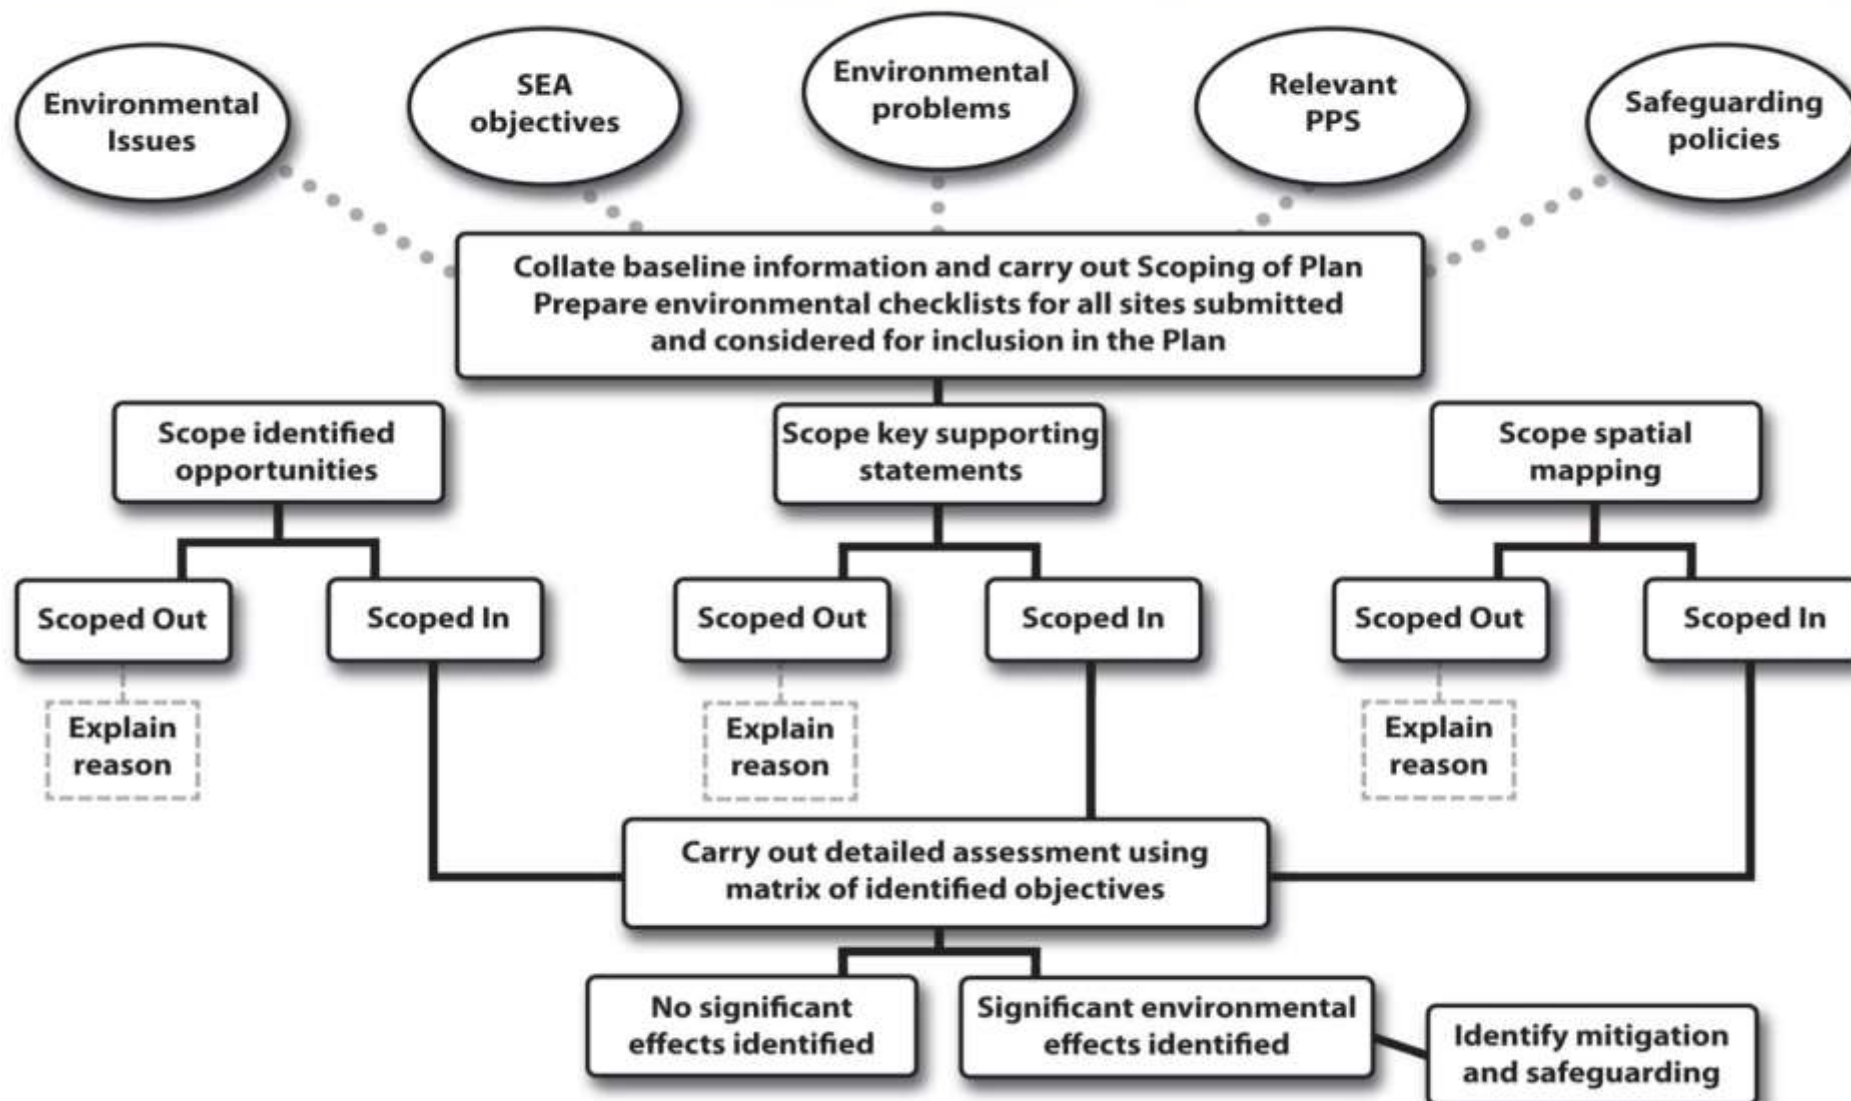 Environmental
Issues
SEA
objectives
Environmental
problems
Relevant
PPS
Safeguarding
policies
Collate baseline information and carry out Scoping of Plan
Prepare environmental checklists for all sites submitted
and considered for inclusion in the Plan
Scope identified
opportunities
Scope key supporting
statements
Scope spatial
mapping
Scoped Out
Scoped In
Scoped Out
Scoped In
Scoped Out
Scoped In
Explain
reason
Explain
reason
Explain
reason
Carry out detailed assessment using
matrix of identified objectives
No significant
effects identified
Significant environmental
effects identified
Identify mitigation
and safeguarding